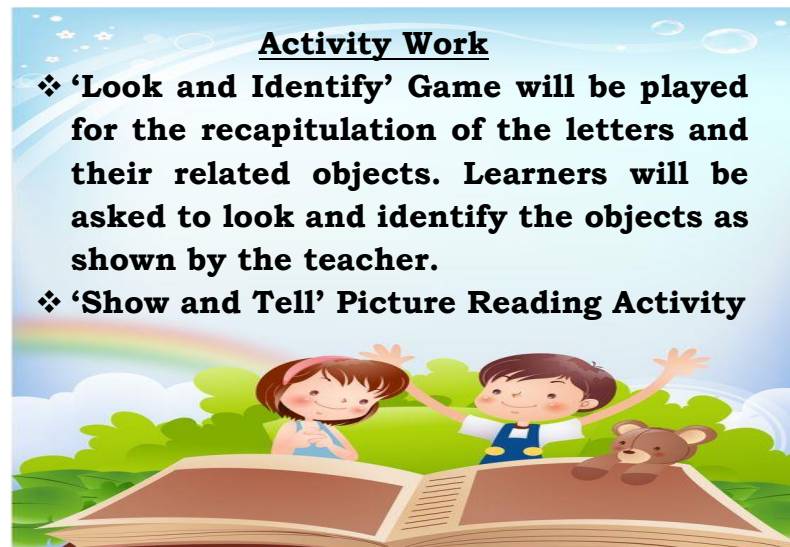 Activity Work
❖ ‘Look and Identify’ Game will be played
for the recapitulation of the letters and
their related objects. Learners will be
asked to look and identify the objects as
shown by the teacher.
❖ ‘Show and Tell’ Picture Reading Activity